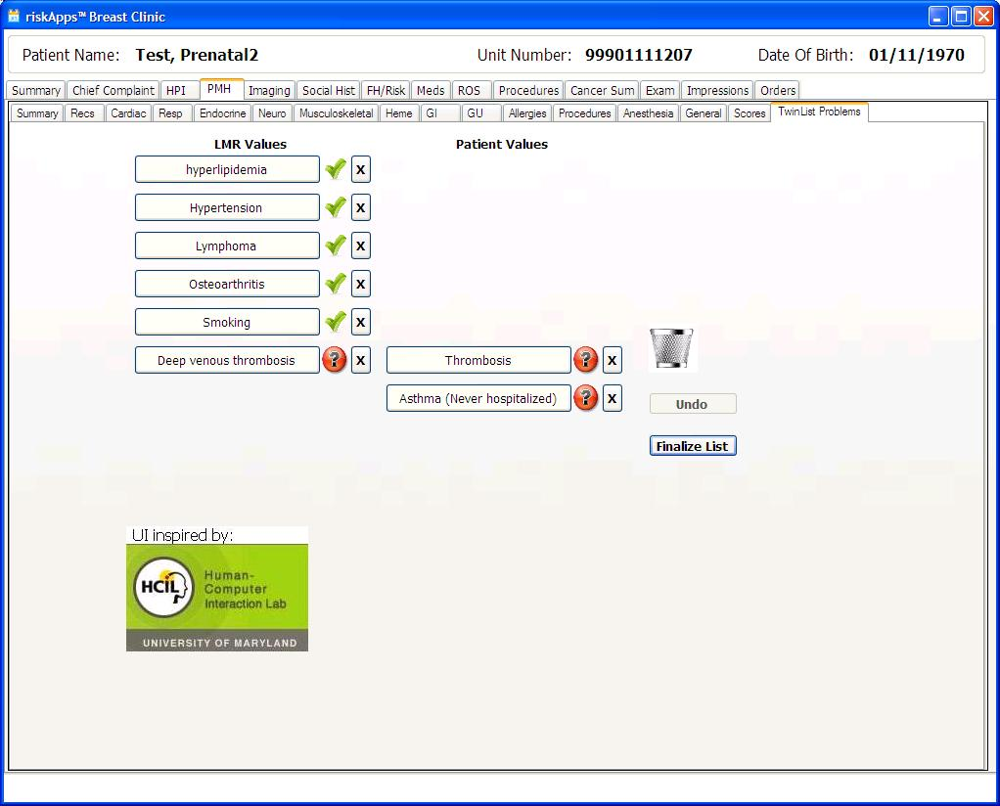 riskApps™ Breast Clinic
Patient Name: Test, Prenatal2 Unit Number: 99901111207 Date Of Birth: 01/11/1970
Summary Chief Complaint HPI PMH Imaging Social Hist FH/Risk Meds ROS Procedures Cancer Sum Exam Impressions Orders
Summary Recs Cardiac Resp Endocrine Neuro Musculoskeletal Heme GI GU Allergies Procedures Anesthesia General Scores TwinList Problems
LMR Values Patient Values
hyperlipidemia X
Hypertension X
Lymphoma X
Osteoarthritis X
Smoking X
Deep venous thrombosis ? X Thrombosis ? X
Asthma (Never hospitalized) ? X
Undo
Finalize List
UI inspired by:
HCIL
Human-
Computer
Interaction Lab
UNIVERSITY OF MARYLAND